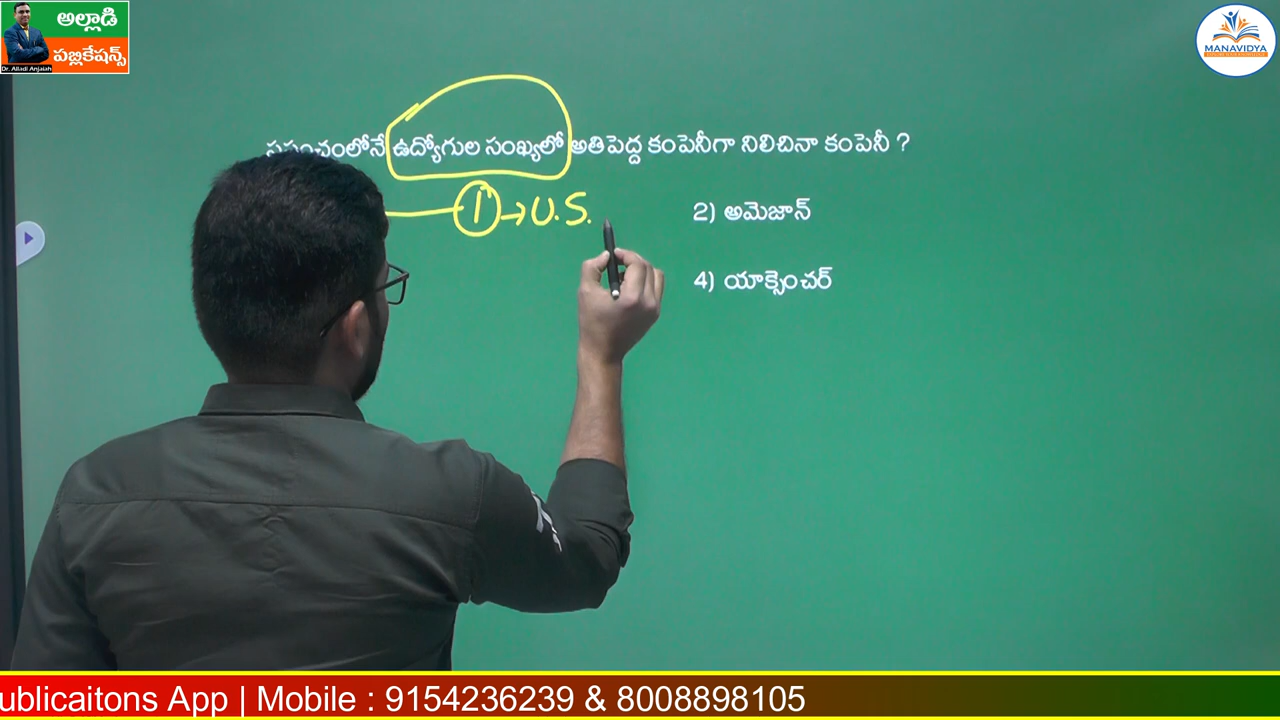 అల్లాడి
పబ్లికేషన్స్
Dr. Alladi Anjaiah
MANAVIDYA
ఉద్యోగుల సంఖ్యలో అతిపెద్ద కంపెనీగా నిలిచినా కంపెనీ ?
1 → U.S.
2) అమెజాన్
4) యాక్సెంచర్
ublicaitons App | Mobile : 9154236239 & 8008898105